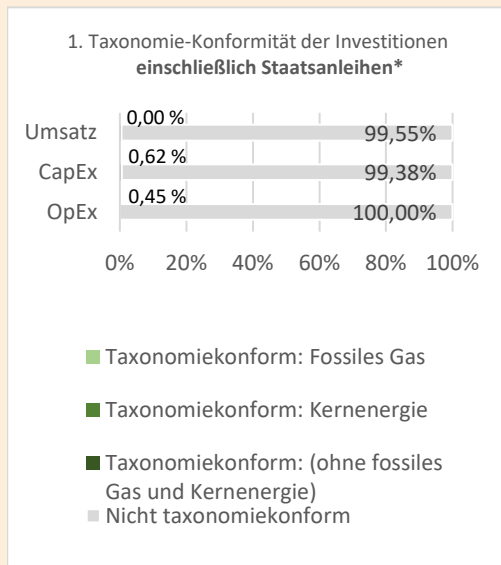 1. Taxonomie-Konformität der Investitionen
einschließlich Staatsanleihen*
Umsatz 0,00 % 99,55%
CapEx 0,62 % 99,38%
OpEx 0,45 % 100,00%
0% 20% 40% 60% 80% 100%
Taxonomiekonform: Fossiles Gas
Taxonomiekonform: Kernenergie
Taxonomiekonform: (ohne fossiles
Gas und Kernenergie)
Nicht taxonomiekonform